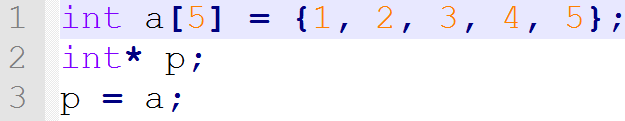 1 int a[5] = {1, 2, 3, 4, 5};
2 int* p;
3 p = a;